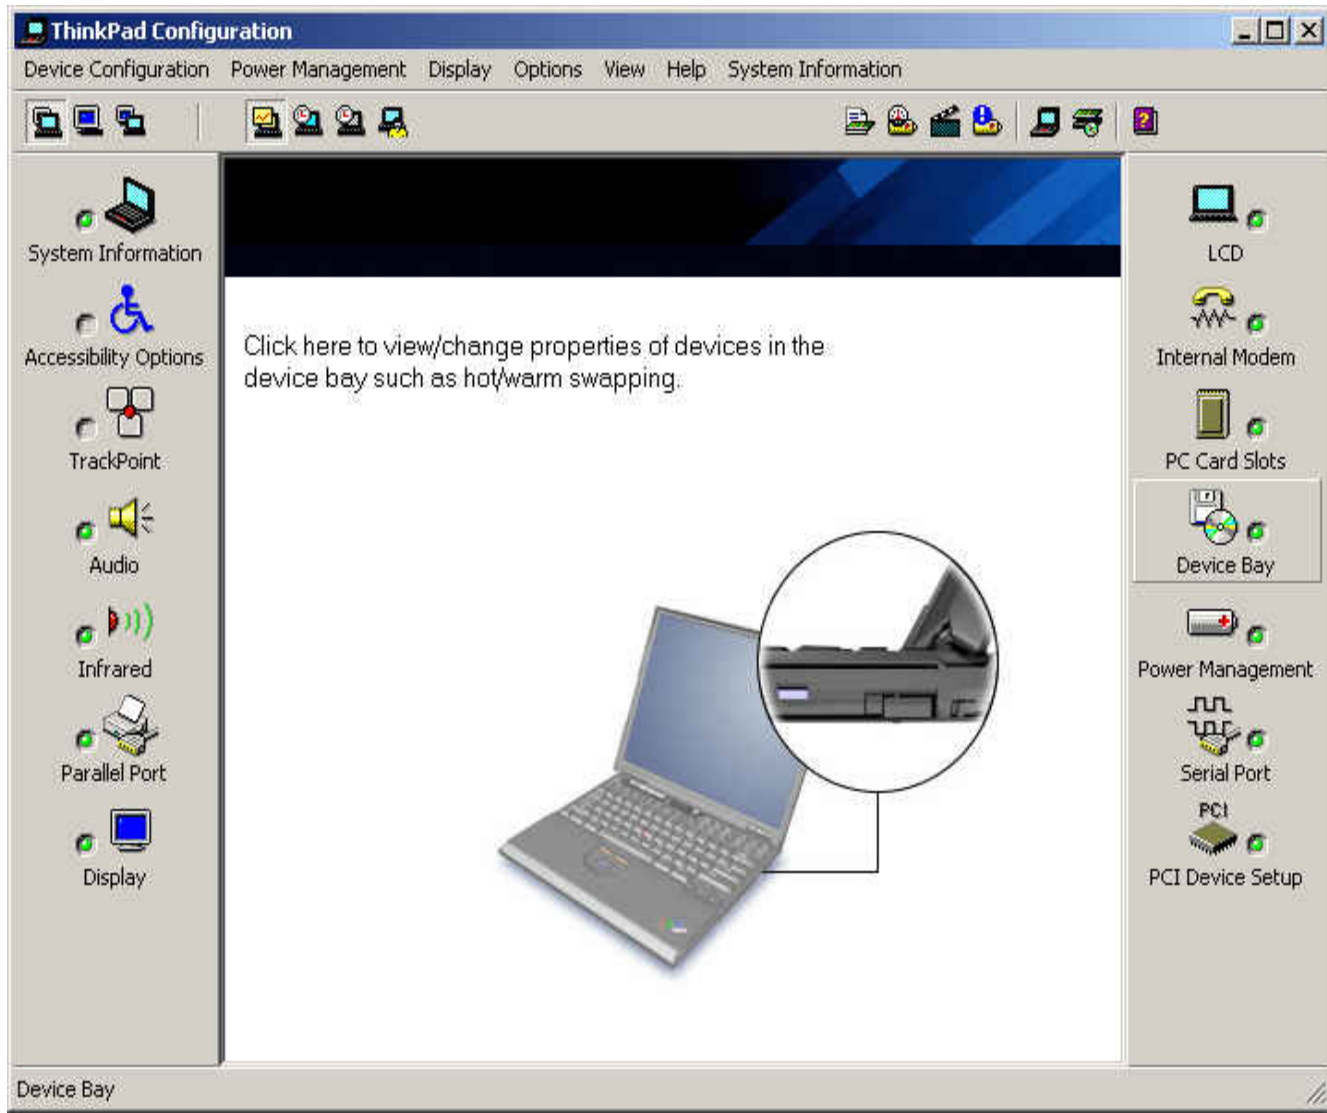 ThinkPad Configuration
Device Configuration Power Management Display Options View Help System Information
System Information
Accessibility Options
TrackPoint
Audio
Infrared
Parallel Port
Display
Click here to view/change properties of devices in the
device bay such as hot/warm swapping.
LCD
Internal Modem
PC Card Slots
Device Bay
Power Management
Serial Port
PCI
PCI Device Setup
Device Bay